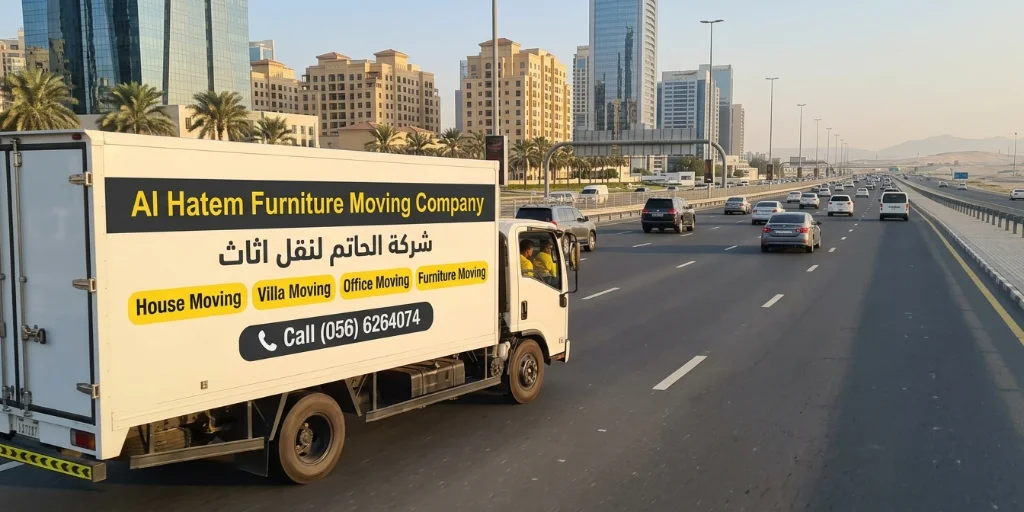 Al Hatem Furniture Moving Company
شركة الحاتم لنقل اثاث
House Moving Villa Moving Office Moving Furniture Moving
Call (056) 6264074